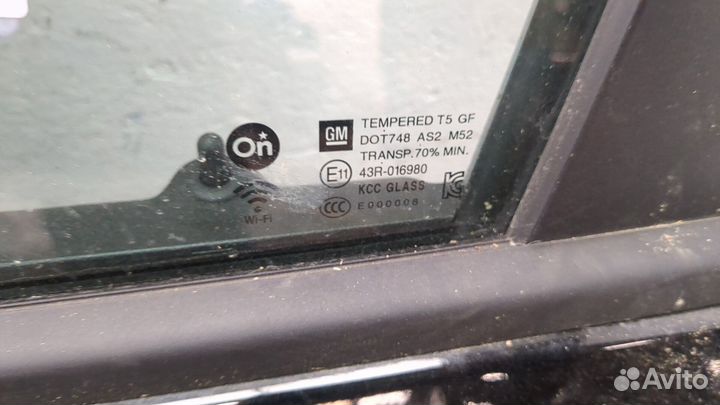 On
Wi-Fi
GM
TEMPERED T5 GF
DOT748 AS2 M52
TRANSP.70% MIN.
E11 43R-016980
KCC GLASS
CCC E000008
Avito